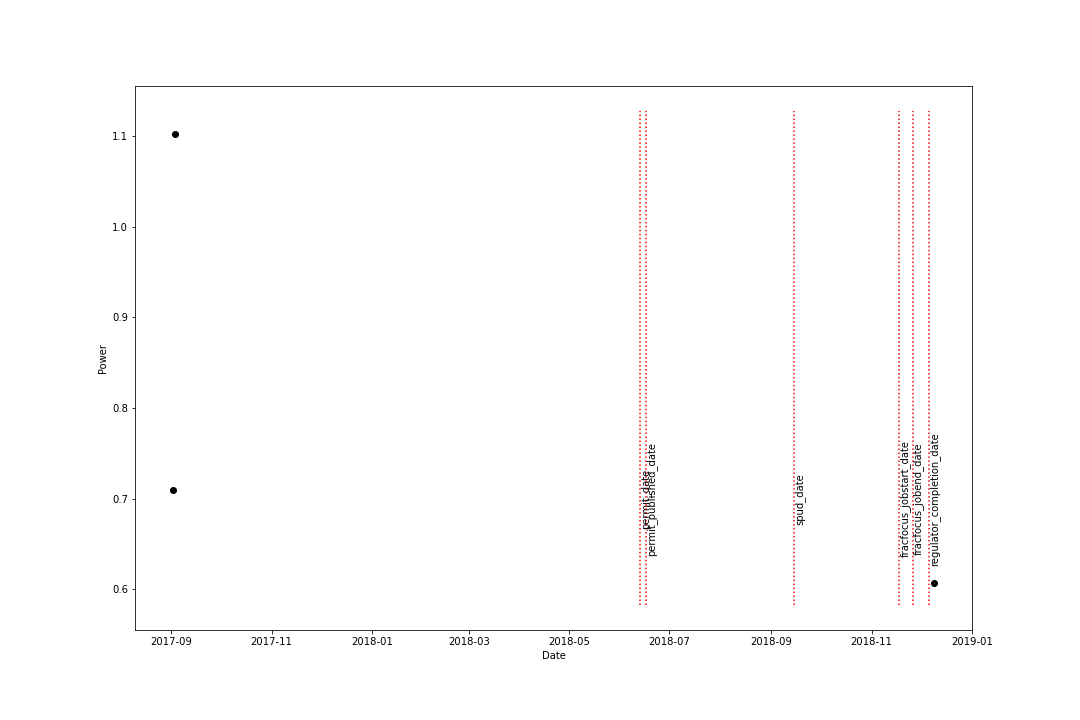 1.1
1.0
0.9
0.8
0.7
0.6
Power
permit_date
permit_published_date
spud_date
fracfocus_jobstart_date
fracfocus_jobend_date
regulator_completion_date
2017-09
2017-11
2018-01
2018-03
2018-05
2018-07
2018-09
2018-11
2019-01
Date